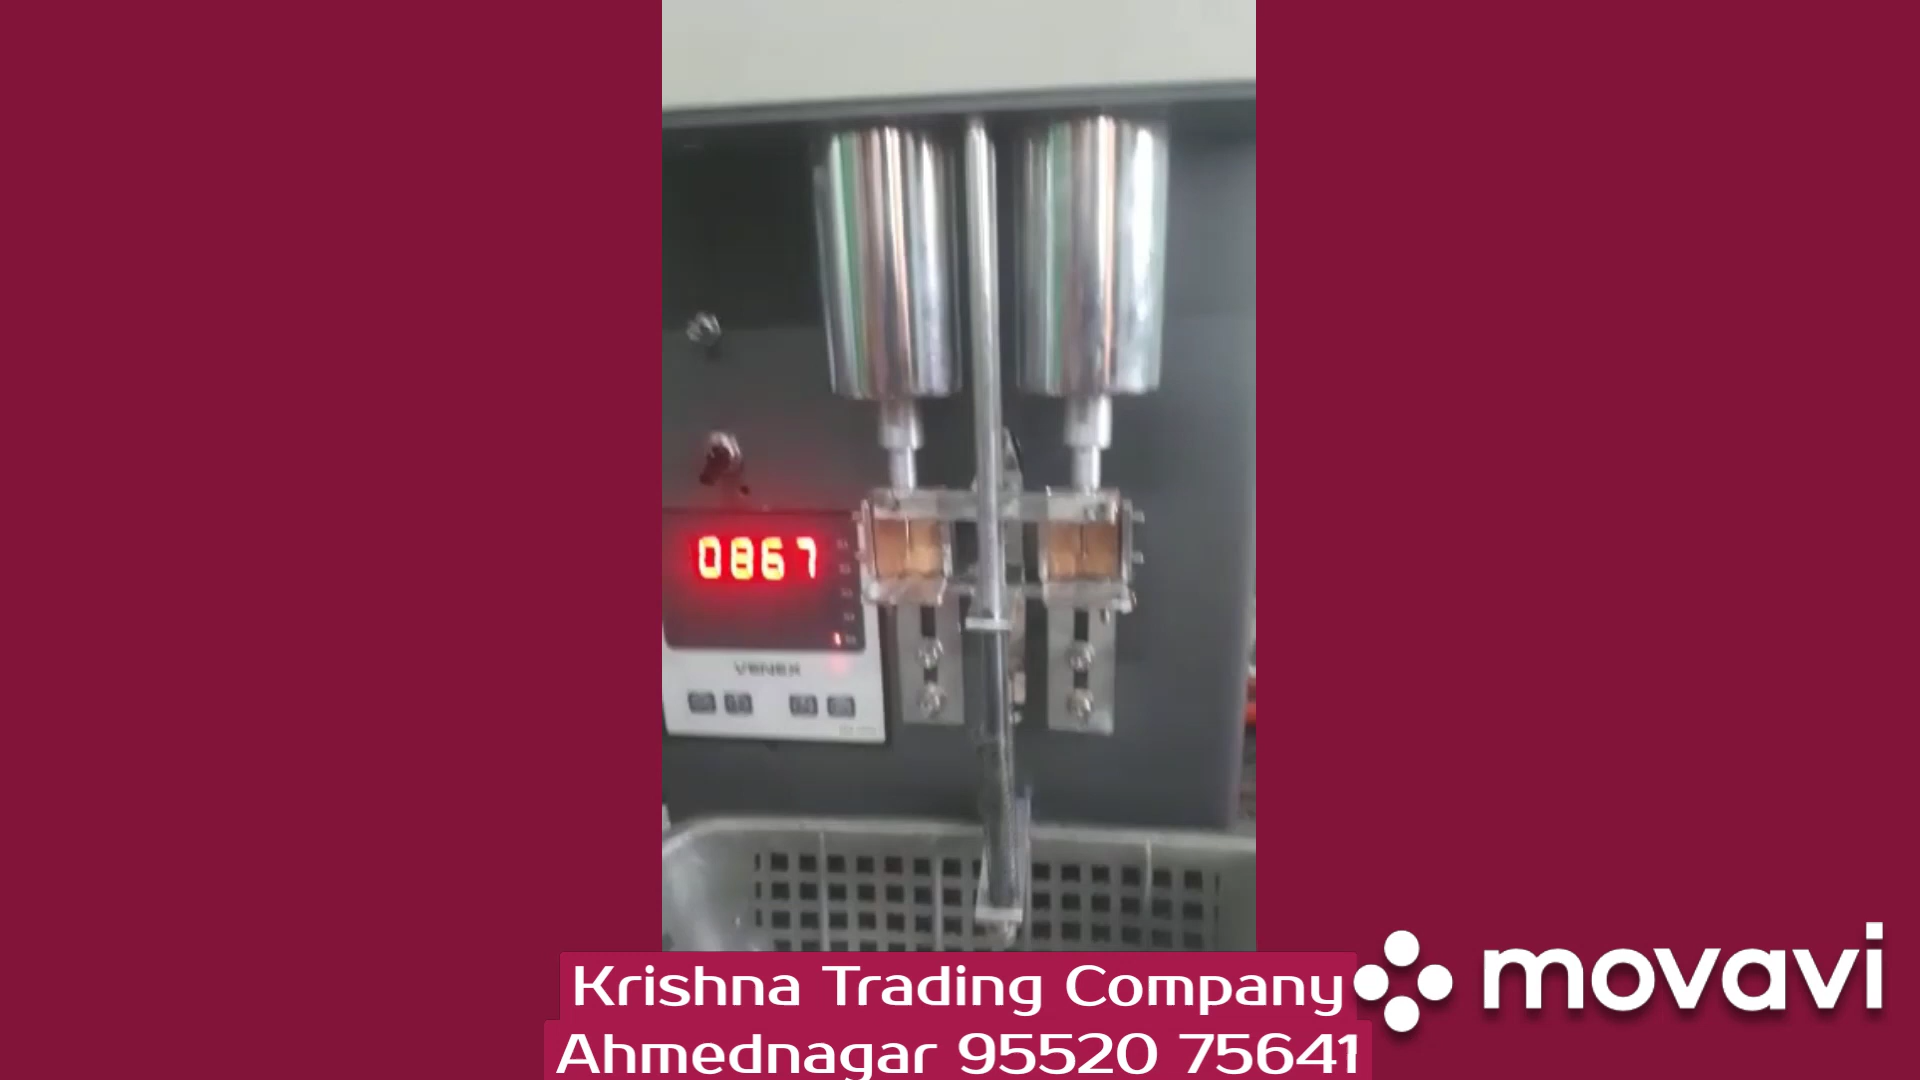 0867
VENEX
Krishna Trading Company
Ahmednagar 95520 75641
movavi